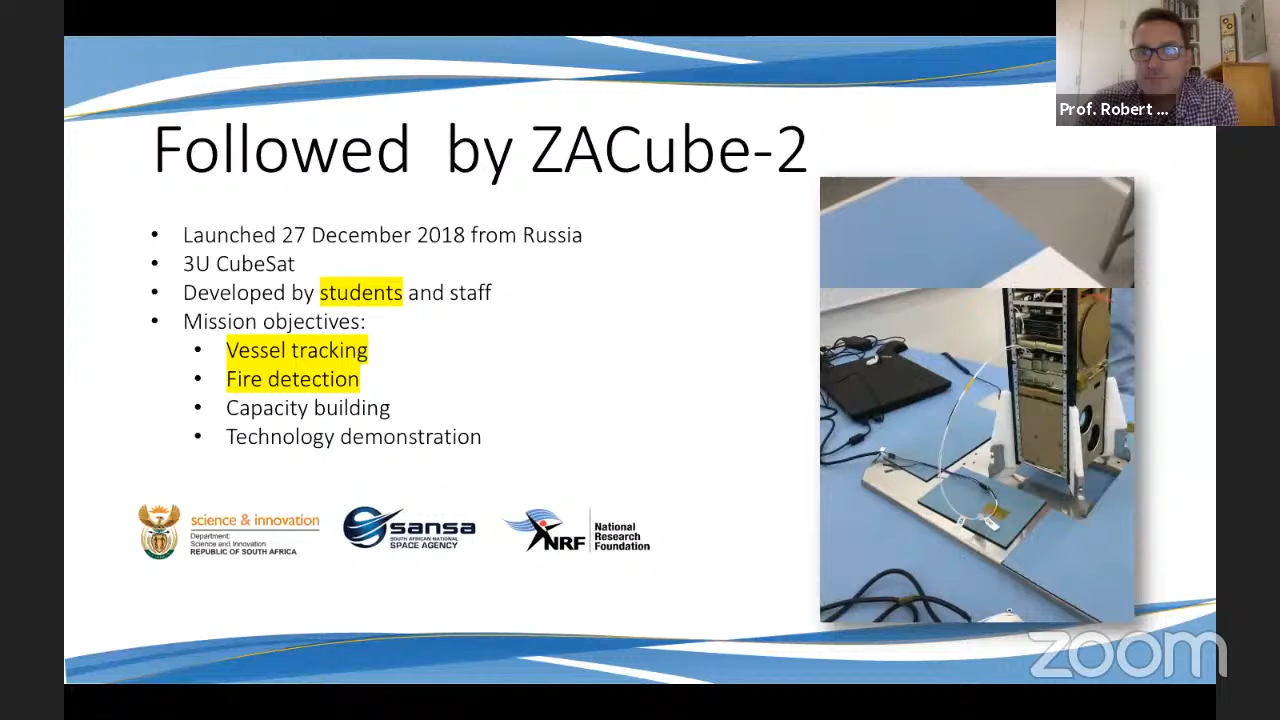 Prof. Robert ...
Followed by ZACube-2
• Launched 27 December 2018 from Russia
• 3U CubeSat
• Developed by students and staff
• Mission objectives:
• Vessel tracking
• Fire detection
• Capacity building
• Technology demonstration
science & innovation
Department:
Science and Innovation
REPUBLIC OF SOUTH AFRICA
sansa
SOUTH AFRICAN NATIONAL
SPACE AGENCY
NRF
National
Research
Foundation
zoom